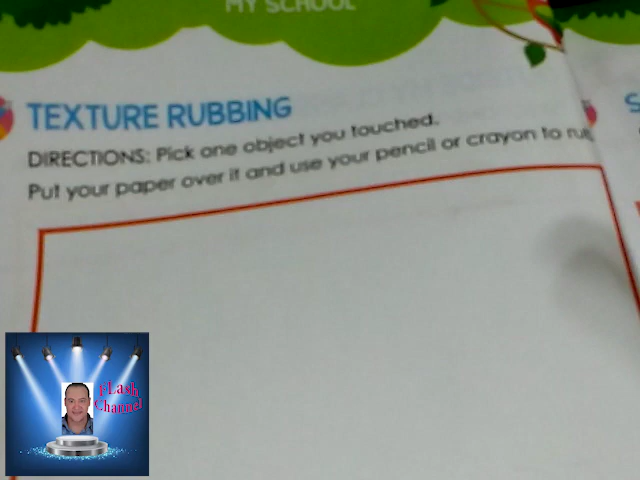 MY SCHOOL
TEXTURE RUBBING
DIRECTIONS: Pick one object you touched.
Put your paper over it and use your pencil or crayon to
FLash
Channel